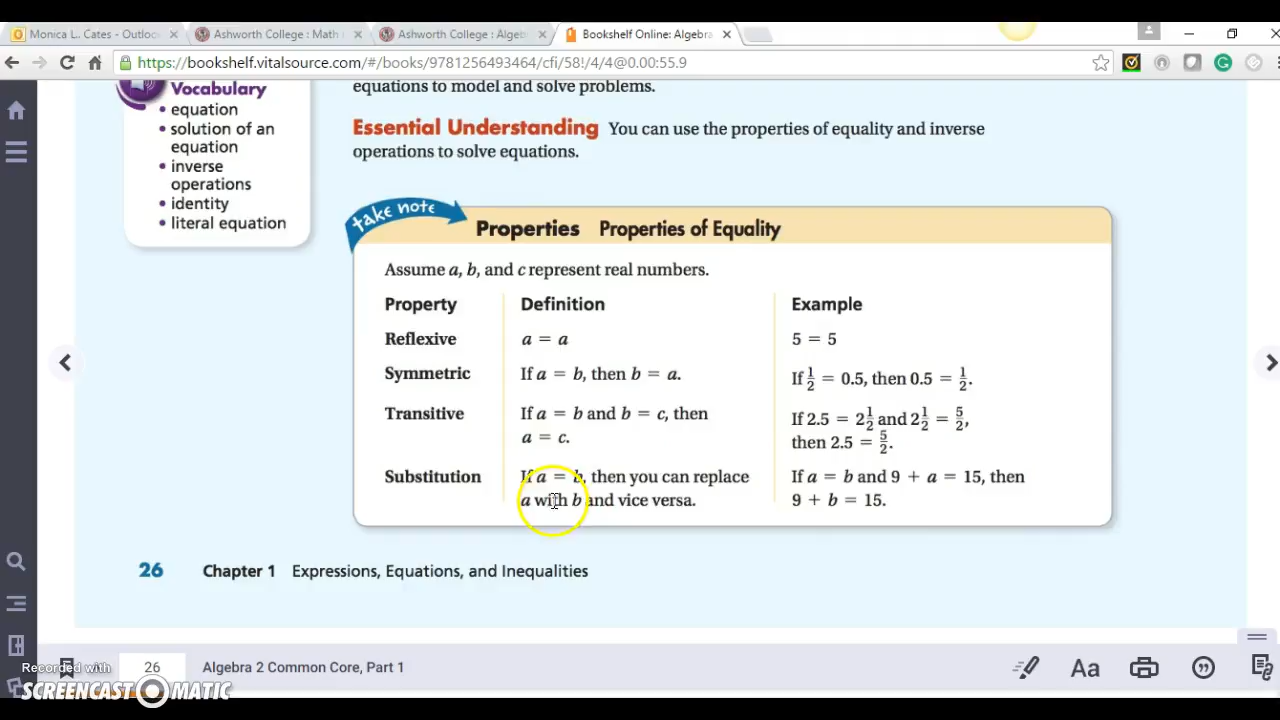 Monica L. Cates - Outloo
Ashworth College : Math
Ashworth College : Algeb
Bookshelf Online: Algebra
https://bookshelf.vitalsource.com/#/books/9781256493464/cfi/58!/4/4@0.00:55.9
Vocabulary
• equation
• solution of an
equation
• inverse
operations
• identity
• literal equation
equations to model and solve problems.
Essential Understanding You can use the properties of equality and inverse
operations to solve equations.
take note
Properties Properties of Equality
Assume a, b, and c represent real numbers.
Property Definition Example
Reflexive a = a 5 = 5
Symmetric If a = b, then b = a. If 1/2 = 0.5, then 0.5 = 1/2.
Transitive If a = b and b = c, then If 2.5 = 2 1/2 and 2 1/2 = 5/2,
a = c. then 2.5 = 5/2.
Substitution If a = b, then you can replace If a = b and 9 + a = 15, then
a with b and vice versa. 9 + b = 15.
26 Chapter 1 Expressions, Equations, and Inequalities
26 Algebra 2 Common Core, Part 1
Aa
Recorded with
SCREENCAST-O-MATIC